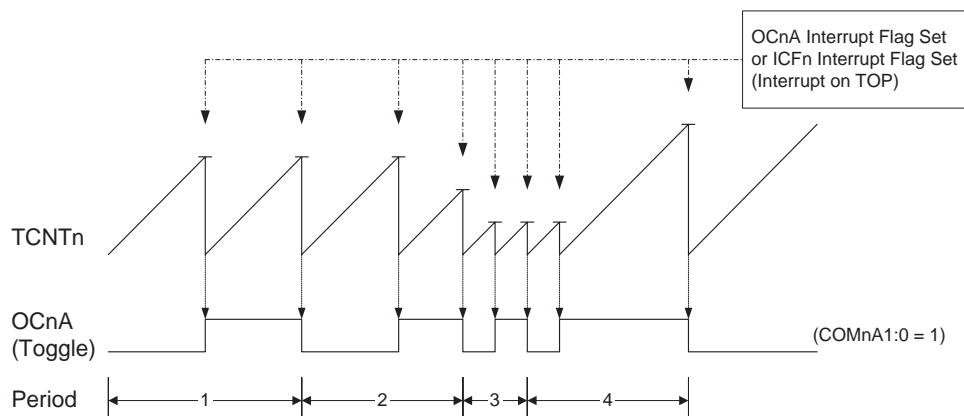 OCnA Interrupt Flag Set
or ICFn Interrupt Flag Set
(Interrupt on TOP)
TCNTn
OCnA
(Toggle)
(COMnA1:0 = 1)
Period
1
2
3
4